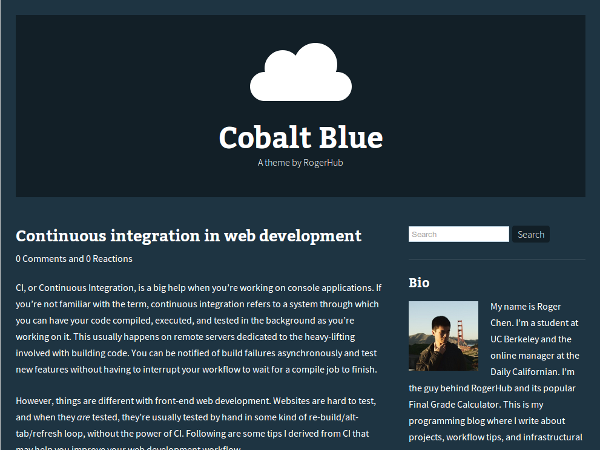 Cobalt Blue
A theme by RogerHub
Continuous integration in web development
0 Comments and 0 Reactions
CI, or Continuous Integration, is a big help when you're working on console applications. If
you're not familiar with the term, continuous integration refers to a system through which
you can have your code compiled, executed, and tested in the background as you're
working on it. This usually happens on remote servers dedicated to the heavy-lifting
involved with building code. You can be notified of build failures asynchronously and test
new features without having to interrupt your workflow to wait for a compile job to finish.
However, things are different with front-end web development. Websites are hard to test,
and when they are tested, they're usually tested by hand in some kind of re-build/alt-
tab/refresh loop, without the power of CI. Following are some tips I derived from CI that
may help you improve your web development workflow.
Search
Search
Bio
My name is Roger
Chen. I'm a student at
UC Berkeley and the
online manager at the
Daily Californian. I'm
the guy behind RogerHub and its popular
Final Grade Calculator. This is my
programming blog where I write about
projects, workflow tips, and infrastructural